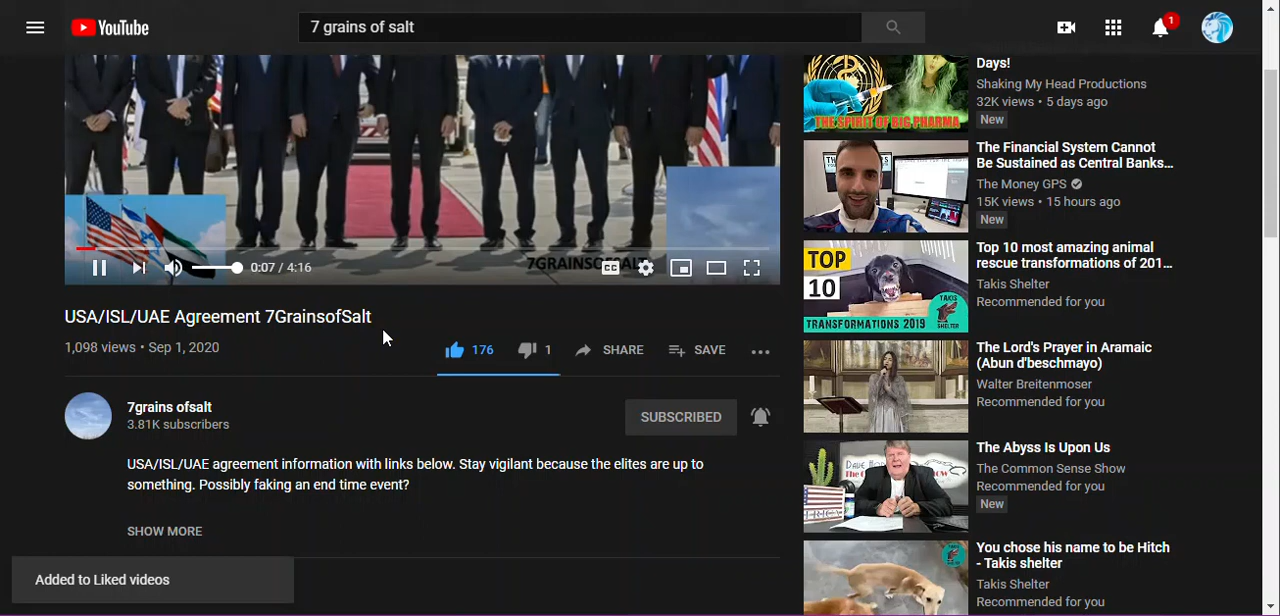 YouTube
7 grains of salt
1
7GRAINSOFSALT
CC
0:07 / 4:16
USA/ISL/UAE Agreement 7GrainsofSalt
1,098 views • Sep 1, 2020
176
1
SHARE
SAVE
7grains ofsalt
3.81K subscribers
SUBSCRIBED
USA/ISL/UAE agreement information with links below. Stay vigilant because the elites are up to
something. Possibly faking an end time event?
SHOW MORE
Added to Liked videos
THE SPIRIT OF BIG PHARMA
Days!
Shaking My Head Productions
32K views • 5 days ago
New
The Financial System Cannot
Be Sustained as Central Banks...
The Money GPS
15K views • 15 hours ago
New
TOP
10
TRANSFORMATIONS 2019
TAKIS
SHELTER
Top 10 most amazing animal
rescue transformations of 201...
Takis Shelter
Recommended for you
The Lord's Prayer in Aramaic
(Abun d'beschmayo)
Walter Breitenmoser
Recommended for you
The Abyss Is Upon Us
The Common Sense Show
Recommended for you
New
You chose his name to be Hitch
- Takis shelter
Takis Shelter
Recommended for you